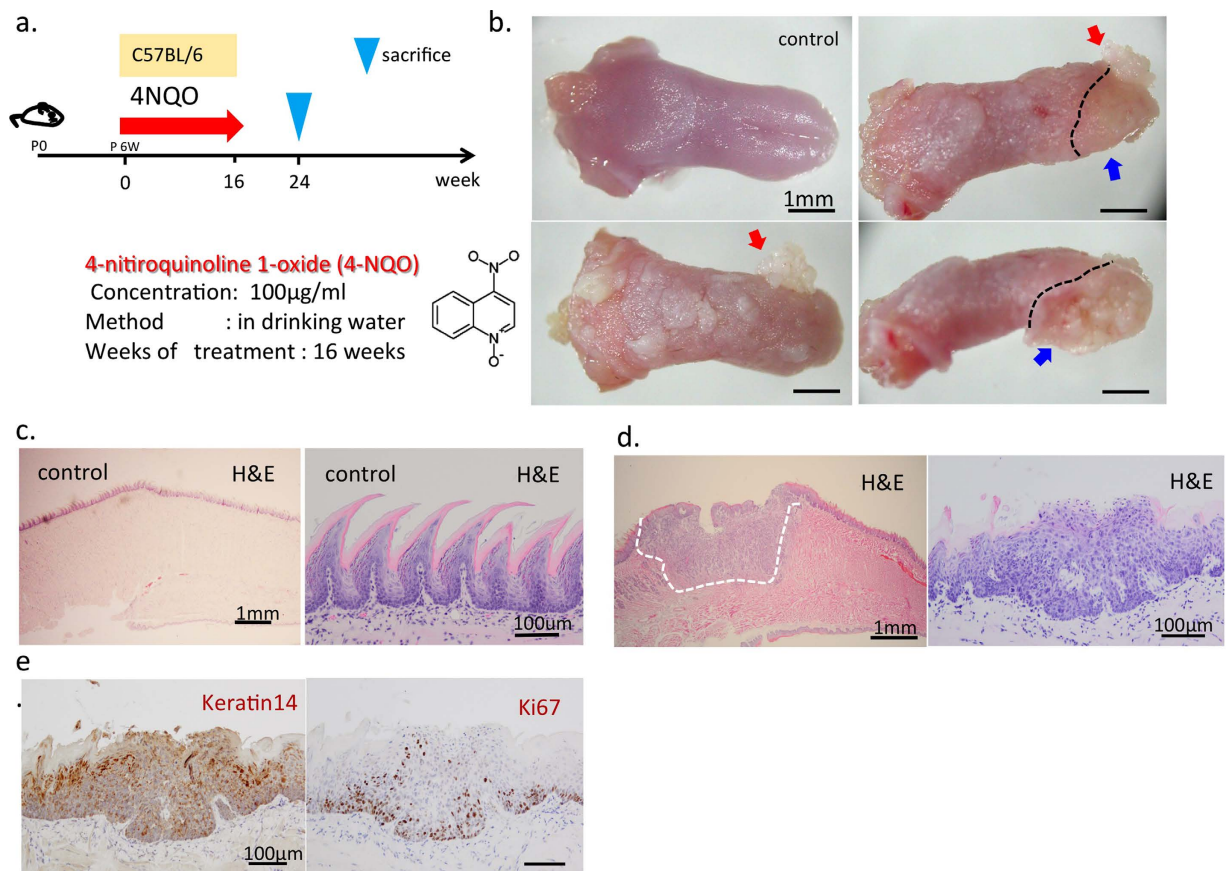 a.
C57BL/6
4NQO
sacrifice
P0
P 6W
0
16
24
week
4-nitiroquinoline 1-oxide (4-NQO)
Concentration: 100µg/ml
Method : in drinking water
Weeks of treatment : 16 weeks
O
N
O
N
+
O-
b.
control
1mm
c.
control
H&E
1mm
control
H&E
100um
d.
H&E
1mm
H&E
100µm
e
.
Keratin14
100µm
Ki67